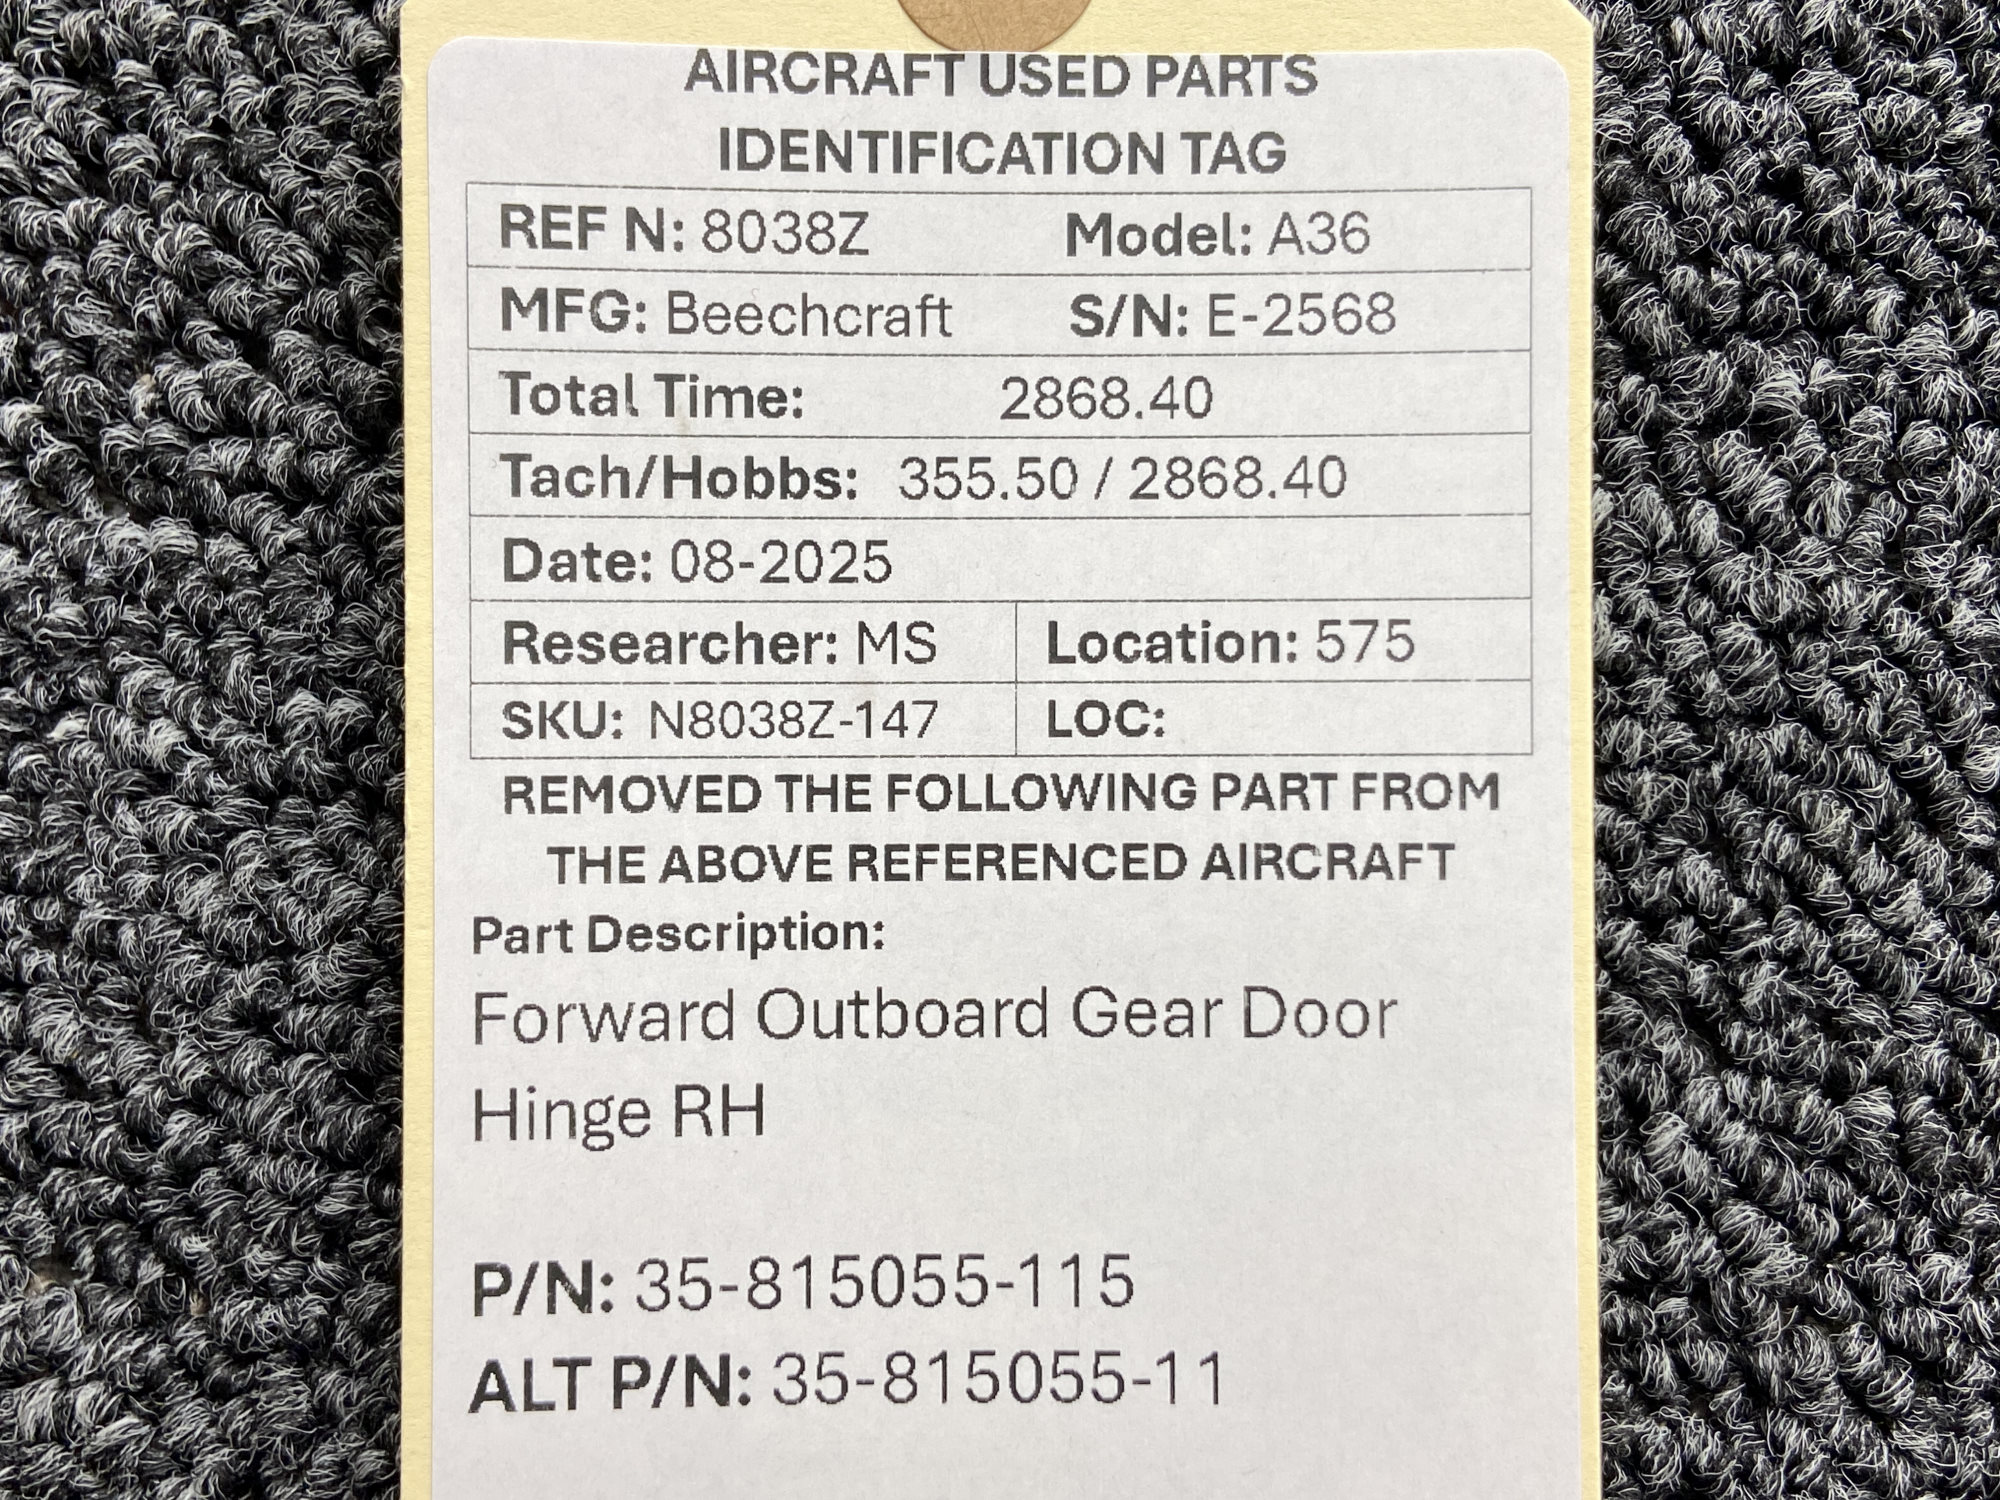 AIRCRAFT USED PARTS
IDENTIFICATION TAG
REF N: 8038Z Model: A36
MFG: Beechcraft S/N: E-2568
Total Time: 2868.40
Tach/Hobbs: 355.50 / 2868.40
Date: 08-2025
Researcher: MS Location: 575
SKU: N8038Z-147 LOC:
REMOVED THE FOLLOWING PART FROM
THE ABOVE REFERENCED AIRCRAFT
Part Description:
Forward Outboard Gear Door
Hinge RH
P/N: 35-815055-115
ALT P/N: 35-815055-11